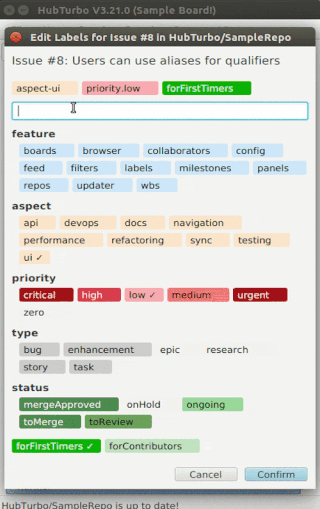 HubTurbo V3.21.0 (Sample Board!)
Edit Labels for Issue #8 in HubTurbo/SampleRepo
Issue #8: Users can use aliases for qualifiers
aspect-ui priority.low forFirstTimers
feature
boards browser collaborators config
feed filters labels milestones panels
repos updater wbs
aspect
api devops docs navigation
performance refactoring sync testing
ui ✓
priority
critical high low ✓ medium urgent
zero
type
bug enhancement epic research
story task
status
mergeApproved onHold ongoing
toMerge toReview
forFirstTimers ✓ forContributors
Cancel Confirm
HubTurbo/SampleRepo is up to date!